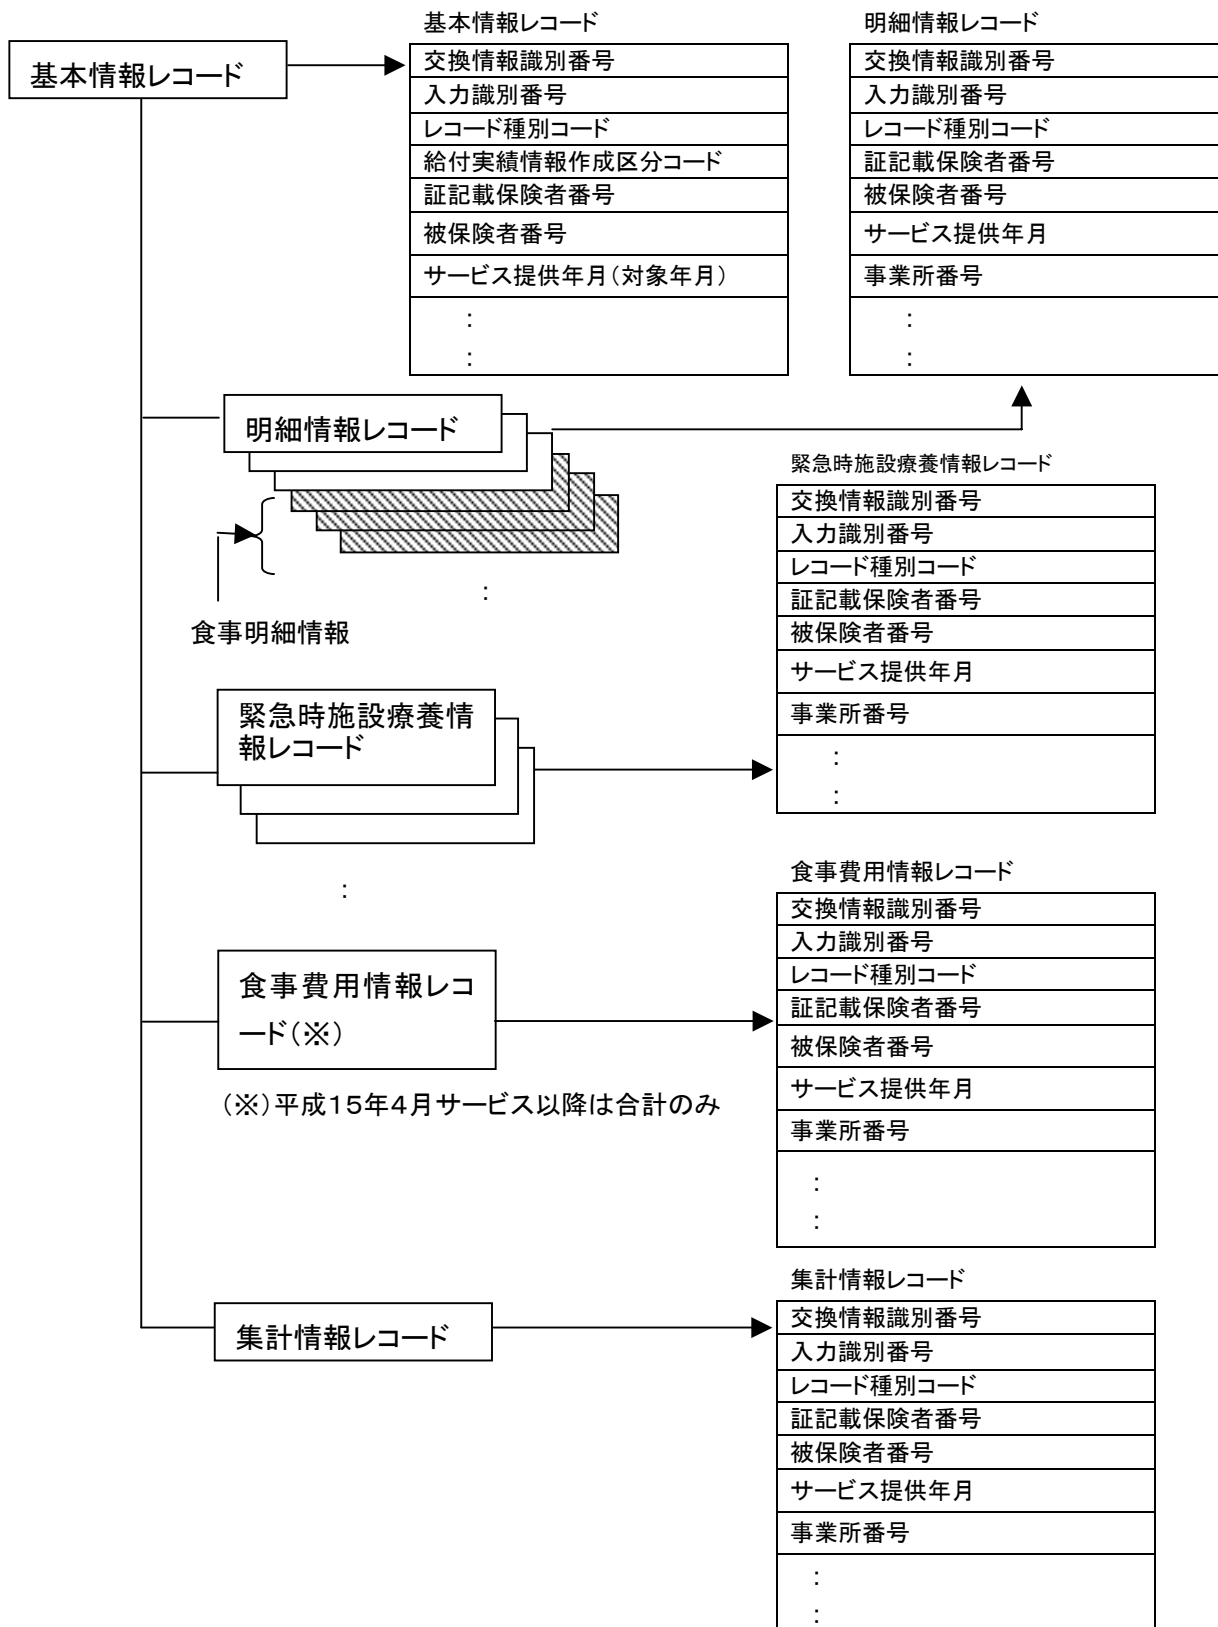 基本情報レコード
基本情報レコード
交換情報識別番号
入力識別番号
レコード種別コード
給付実績情報作成区分コード
証記載保険者番号
被保険者番号
サービス提供年月(対象年月)
:
:
明細情報レコード
交換情報識別番号
入力識別番号
レコード種別コード
証記載保険者番号
被保険者番号
サービス提供年月
事業所番号
:
:
明細情報レコード
:
食事明細情報
緊急時施設療養情報レコード
交換情報識別番号
入力識別番号
レコード種別コード
証記載保険者番号
被保険者番号
サービス提供年月
事業所番号
:
:
緊急時施設療養情
報レコード
:
食事費用情報レコード
交換情報識別番号
入力識別番号
レコード種別コード
証記載保険者番号
被保険者番号
サービス提供年月
事業所番号
:
:
食事費用情報レコ
ード(※)
(※)平成15年4月サービス以降は合計のみ
集計情報レコード
集計情報レコード
交換情報識別番号
入力識別番号
レコード種別コード
証記載保険者番号
被保険者番号
サービス提供年月
事業所番号
:
: